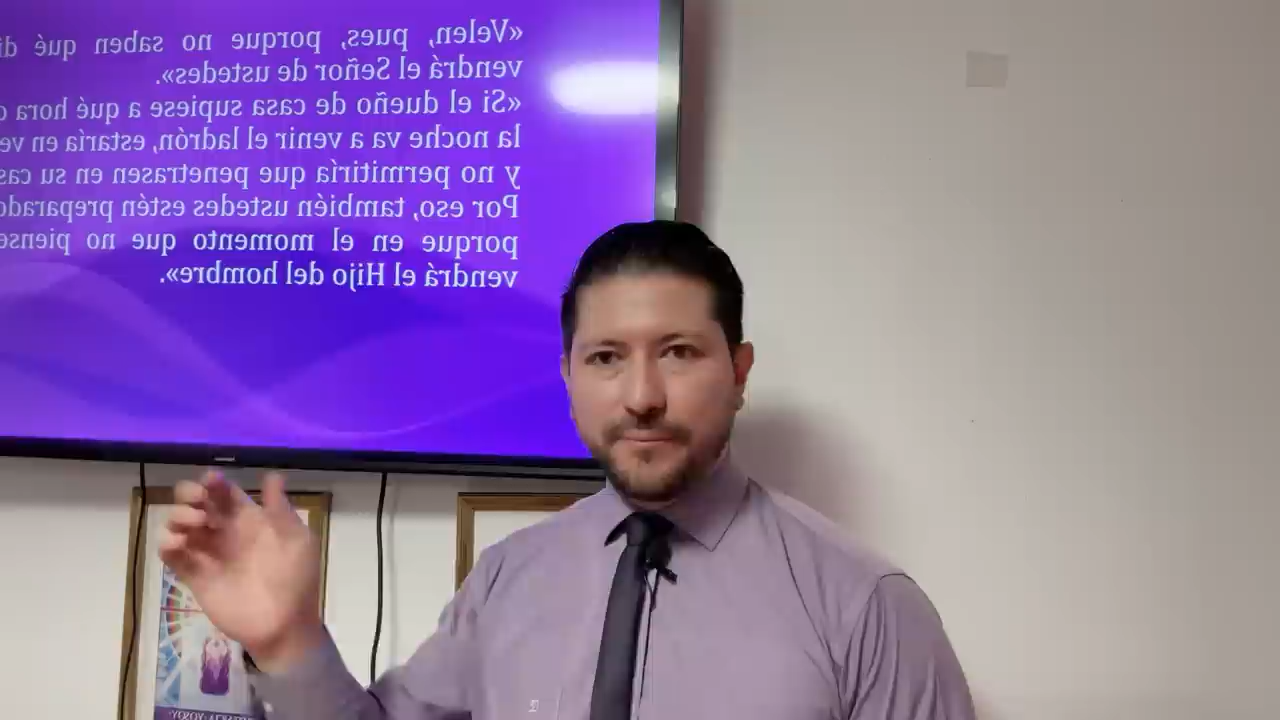 «Velen, pues, porque no saben qué
vendrá el Señor de ustedes».
«Si el dueño de casa supiese a qué hora
la noche va a venir el ladrón, estaría en
y no permitiría que penetrasen en su
Por eso, también ustedes estén
porque en el momento que no
vendrá el Hijo del hombre».